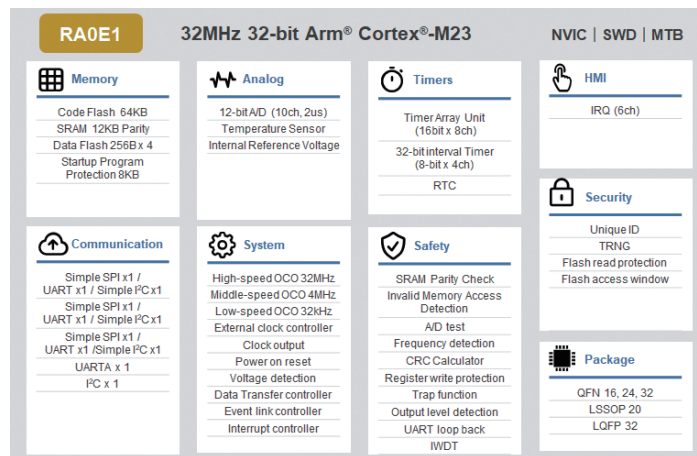 RA0E1
32MHz 32-bit Arm® Cortex®-M23
NVIC | SWD | MTB
Memory
Code Flash 64KB
SRAM 12KB Parity
Data Flash 256B x 4
Startup Program
Protection 8KB
Analog
12-bit A/D (10ch, 2us)
Temperature Sensor
Internal Reference Voltage
Timers
Timer Array Unit
(16bit x 8ch)
32-bit interval Timer
(8-bit x 4ch)
RTC
HMI
IRQ (6ch)
Security
Unique ID
TRNG
Flash read protection
Flash access window
Communication
Simple SPI x1 /
UART x1 / Simple I²C x1
Simple SPI x1 /
UART x1 / Simple I²C x1
Simple SPI x1 /
UART x1 /Simple I²C x1
UARTA x 1
I²C x 1
System
High-speed OCO 32MHz
Middle-speed OCO 4MHz
Low-speed OCO 32kHz
External clock controller
Clock output
Power on reset
Voltage detection
Data Transfer controller
Event link controller
Interrupt controller
Safety
SRAM Parity Check
Invalid Memory Access
Detection
A/D test
Frequency detection
CRC Calculator
Register write protection
Trap function
Output level detection
UART loop back
IWDT
Package
QFN 16, 24, 32
LSSOP 20
LQFP 32